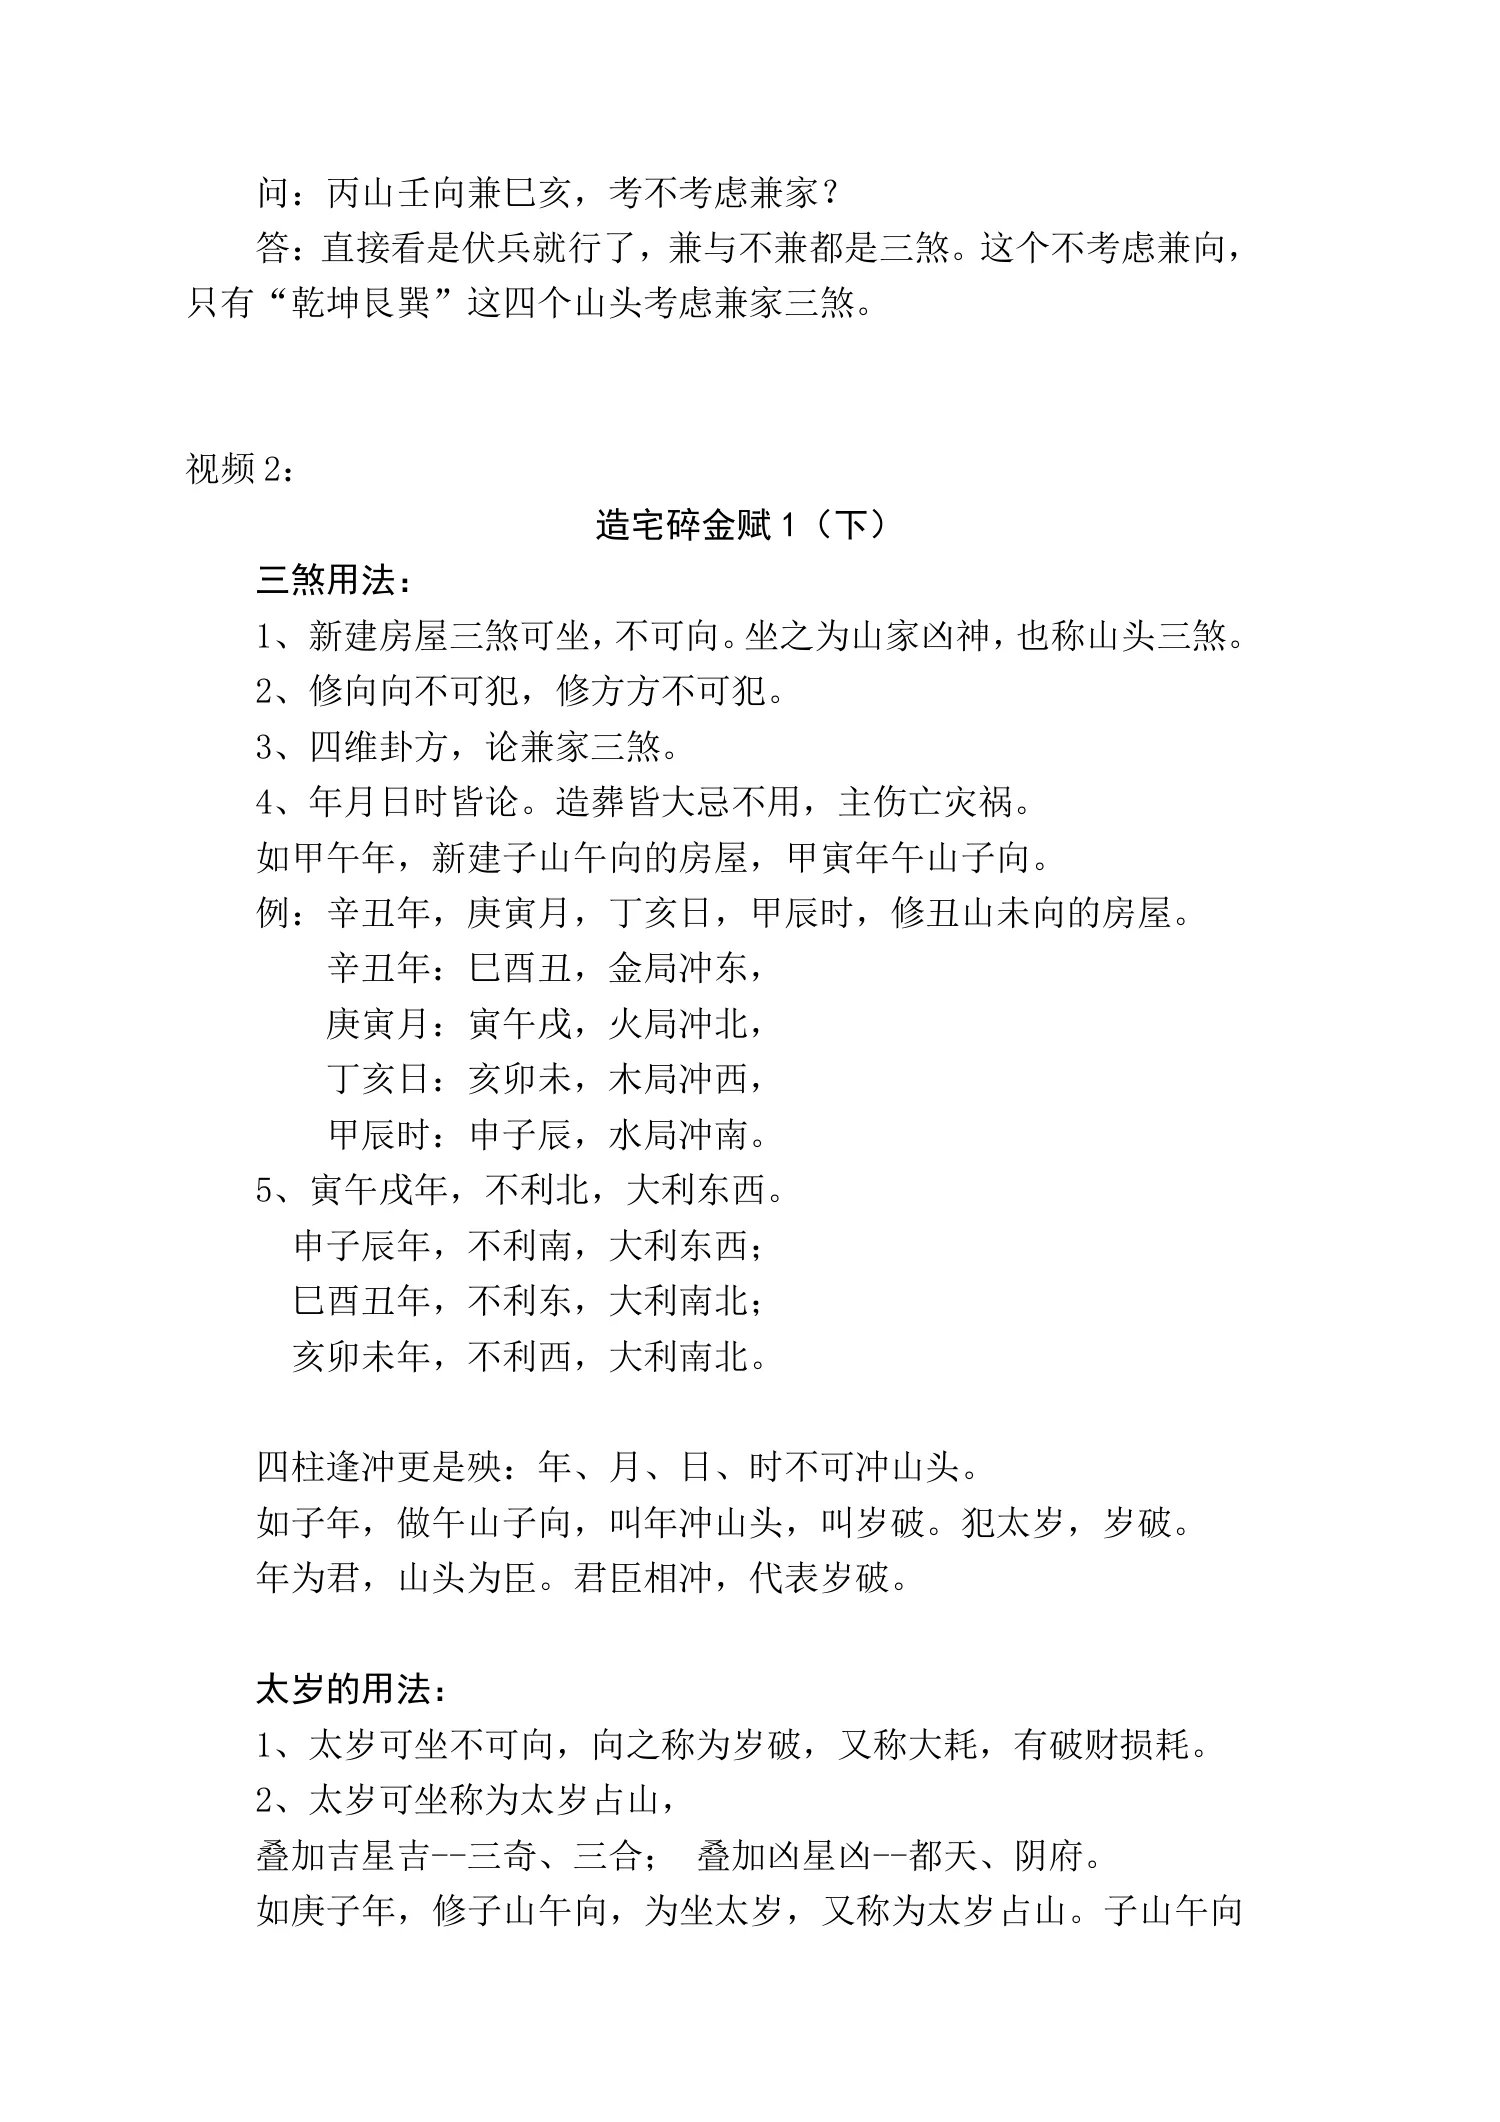 问：丙山壬向兼巳亥，考不考虑兼家？
答：直接看是伏兵就行了，兼与不兼都是三煞。这个不考虑兼向，
只有“乾坤艮巽”这四个山头考虑兼家三煞。
视频 2：
造宅碎金赋 1（下）
三煞用法：
1、新建房屋三煞可坐，不可向。坐之为山家凶神，也称山头三煞。
2、修向向不可犯，修方方不可犯。
3、四维卦方，论兼家三煞。
4、年月日时皆论。造葬皆大忌不用，主伤亡灾祸。
如甲午年，新建子山午向的房屋，甲寅年午山子向。
例：辛丑年，庚寅月，丁亥日，甲辰时，修丑山未向的房屋。
辛丑年：巳酉丑，金局冲东，
庚寅月：寅午戌，火局冲北，
丁亥日：亥卯未，木局冲西，
甲辰时：申子辰，水局冲南。
5、寅午戌年，不利北，大利东西。
申子辰年，不利南，大利东西；
巳酉丑年，不利东，大利南北；
亥卯未年，不利西，大利南北。
四柱逢冲更是殃：年、月、日、时不可冲山头。
如子年，做午山子向，叫年冲山头，叫岁破。犯太岁，岁破。
年为君，山头为臣。君臣相冲，代表岁破。
太岁的用法：
1、太岁可坐不可向，向之称为岁破，又称大耗，有破财损耗。
2、太岁可坐称为太岁占山，
叠加吉星吉--三奇、三合； 叠加凶星凶--都天、阴府。
如庚子年，修子山午向，为坐太岁，又称为太岁占山。子山午向